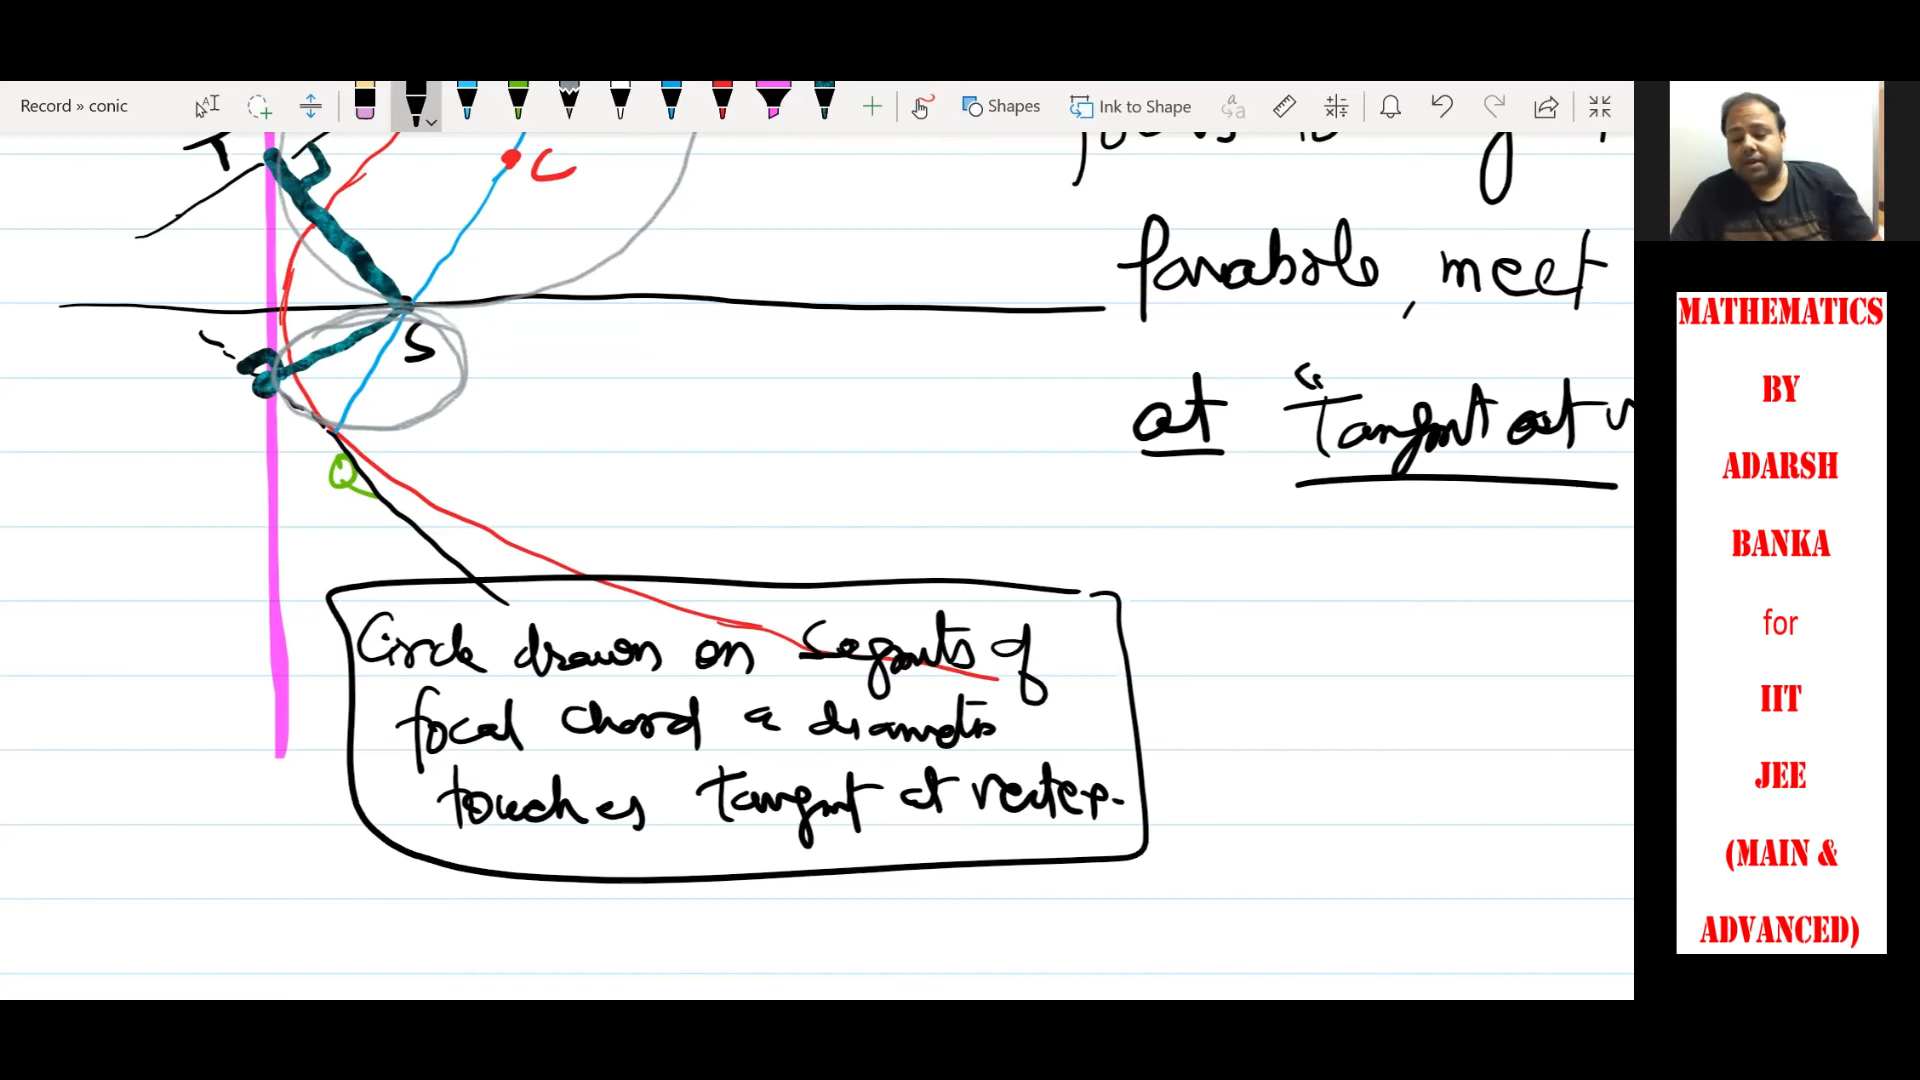 Record » conic
Shapes
Ink to Shape
T
C
S
Q
Parabola, meet
at "Tangent at
Circle drawn on Segments of
focal chord as diameter
touches tangent at vertex.
MATHEMATICS
BY
ADARSH
BANKA
for
IIT
JEE
(MAIN &
ADVANCED)